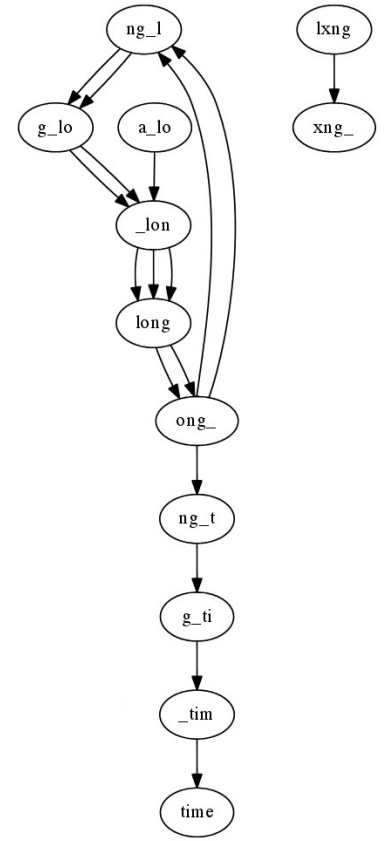 ng_l lxng
g_lo a_lo xng_
_lon
long
ong_
ng_t
g_ti
_tim
time